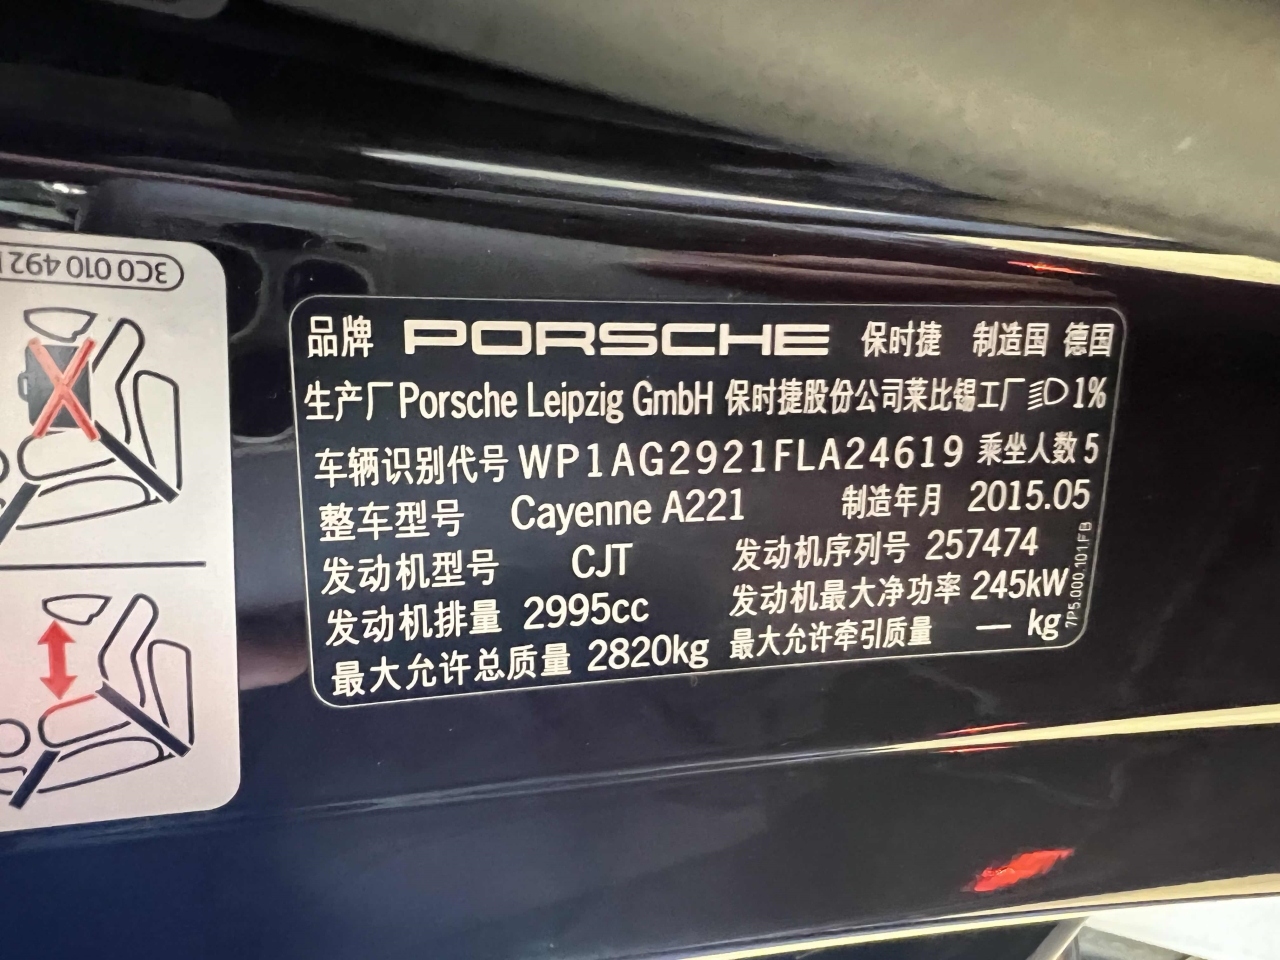 3C0 010 492
品牌 PORSCHE 保时捷 制造国 德国
生产厂 Porsche Leipzig GmbH 保时捷股份公司莱比锡工厂 1%
车辆识别代号 WP1AG2921FLA24619 乘坐人数 5
整车型号 Cayenne A221 制造年月 2015.05
发动机型号 CJT 发动机序列号 257474
发动机排量 2995cc 发动机最大净功率 245kW
最大允许总质量 2820kg 最大允许牵引质量 — kg
7P5.000.101.FB